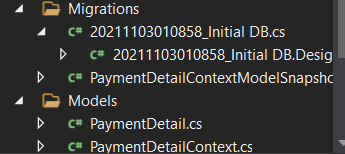 Migrations
C# 20211103010858_Initial DB.cs
C# 20211103010858_Initial DB.Desig
C# PaymentDetailContextModelSnapsho
Models
C# PaymentDetail.cs
C# PaymentDetailContext.cs